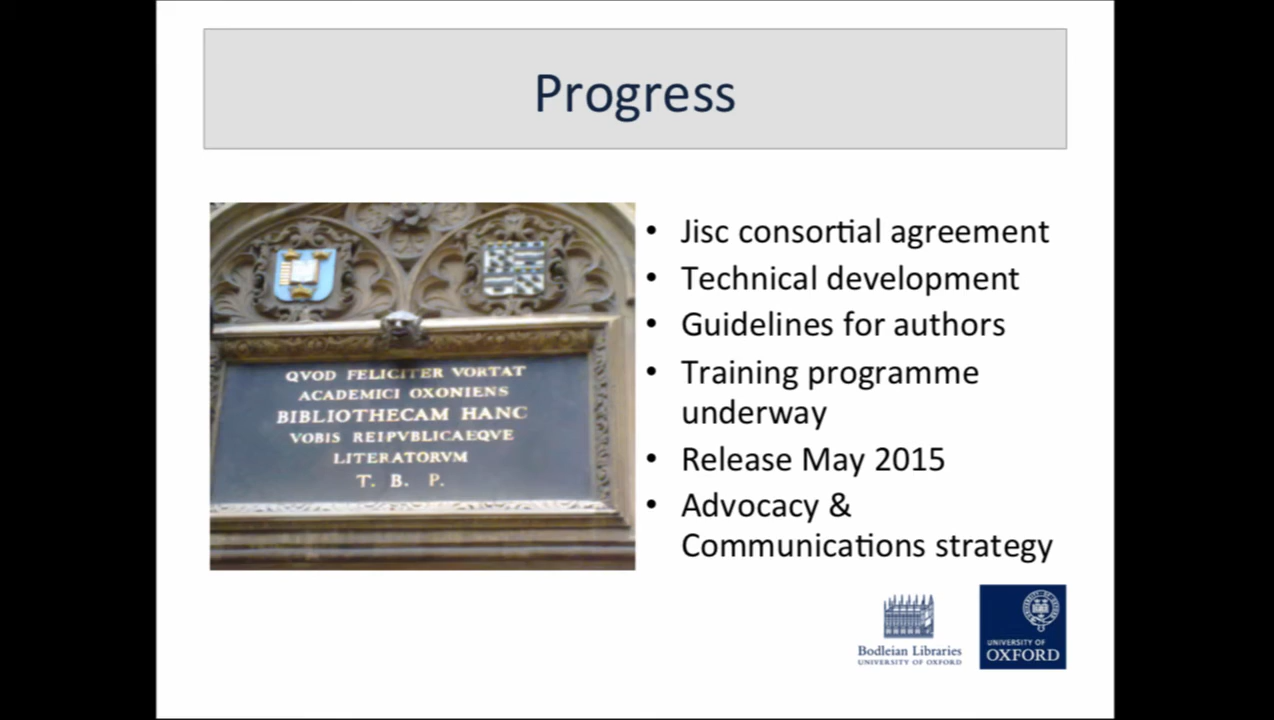 Progress
QVOD FELICITER VORTAT
ACADEMICI OXONIENS
BIBLIOTHECAM HANC
VOBIS REIPVBLICAEQVE
LITERATORVM
T. B. P.
• Jisc consortial agreement
• Technical development
• Guidelines for authors
• Training programme
underway
• Release May 2015
• Advocacy &
Communications strategy
Bodleian Libraries
UNIVERSITY OF OXFORD
UNIVERSITY OF
OXFORD